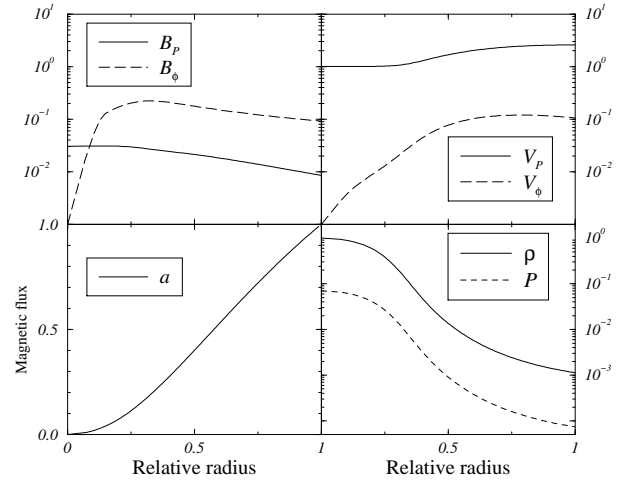 10^1
10^0
10^-1
10^-2
B_P
B_ϕ
10^1
10^0
10^-1
10^-2
V_P
V_ϕ
1.0
0.5
0.0
Magnetic flux
a
ρ
P
10^0
10^-1
10^-2
10^-3
0
0.5
1
0.5
1
Relative radius
Relative radius